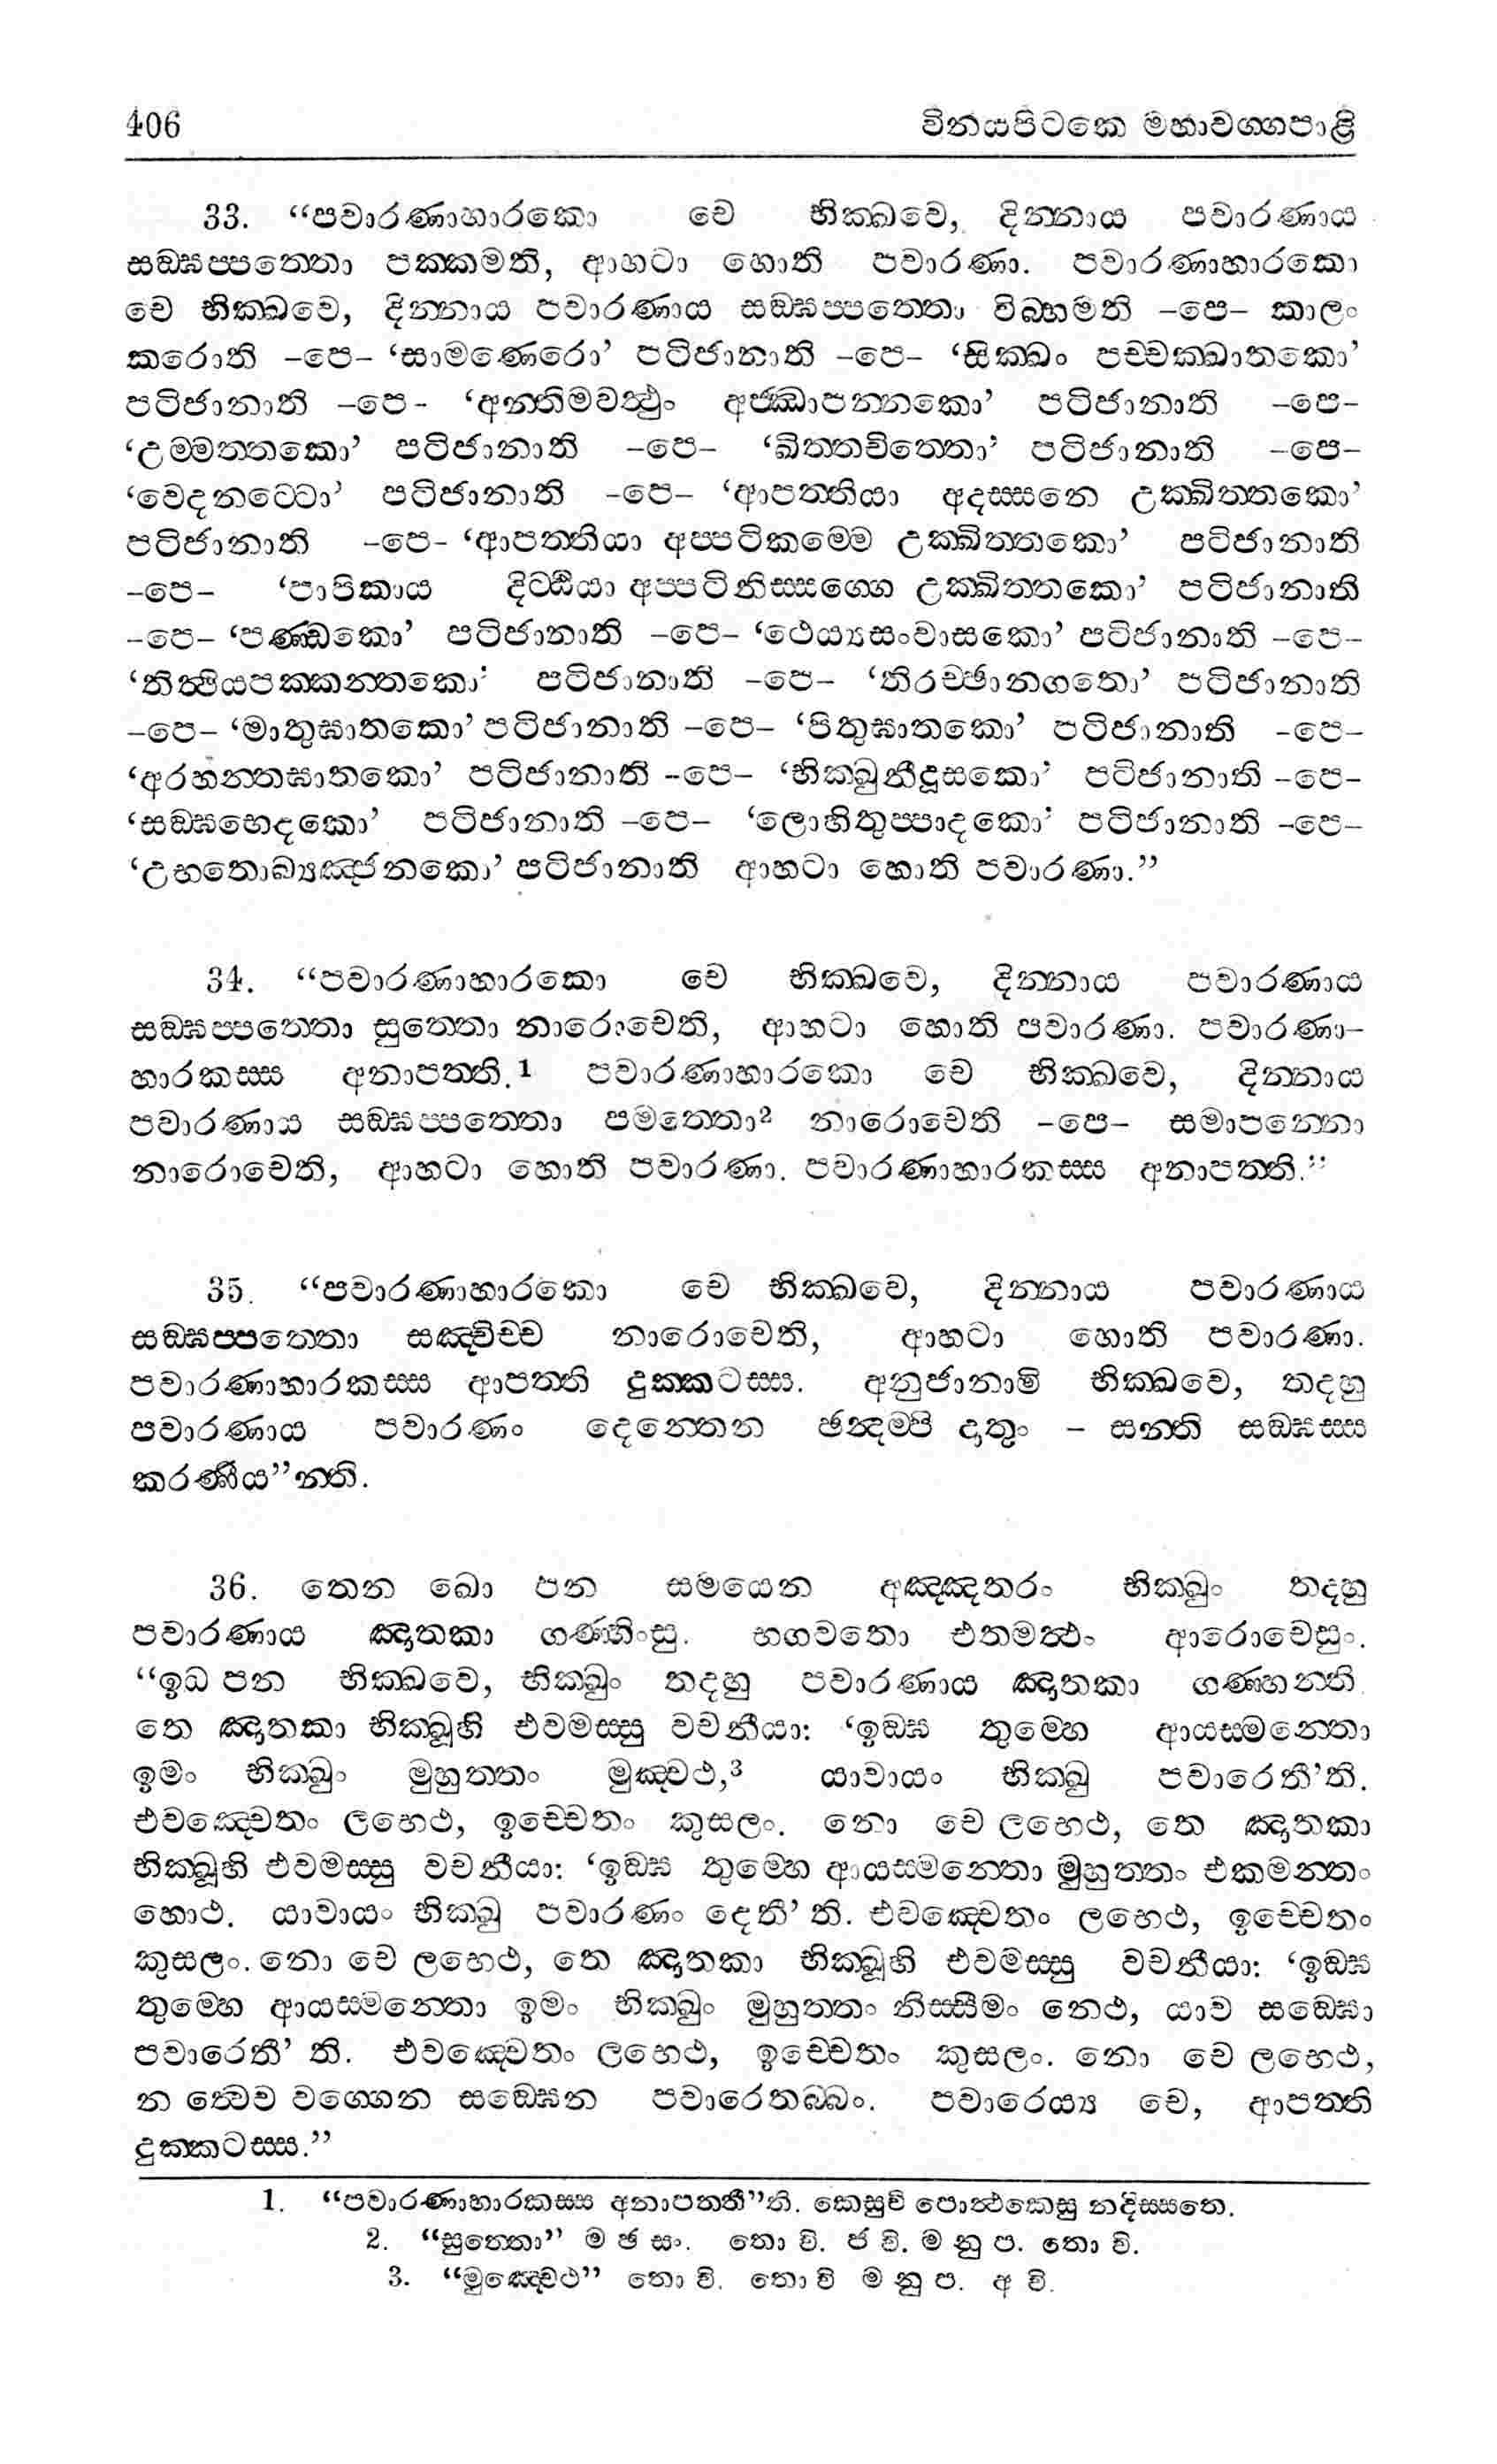 406 විනයපිටකෙ මහාවග්ගපාළි
33. “පවාරණාහාරකො චෙ භික්ඛවෙ, දින්නාය පවාරණාය
සඞ්ඝප්පත්තො පක්කමති, ආහටා හොති පවාරණා. පවාරණාහාරකො
චෙ භික්ඛවෙ, දින්නාය පවාරණාය සඞ්ඝප්පත්තො විබ්භමති –පෙ– කාලං
කරොති –පෙ– ‘සාමණෙරො’ පටිජානාති –පෙ– ‘සික්ඛං පච්චක්ඛාතකො’
පටිජානාති –පෙ– ‘අන්තිමවත්ථුං අජ්ඣාපන්නකො’ පටිජානාති –පෙ–
‘උම්මත්තකො’ පටිජානාති –පෙ– ‘ඛිත්තචිත්තො’ පටිජානාති –පෙ–
‘වෙදනට්ටො’ පටිජානාති –පෙ– ‘ආපත්තියා අදස්සනෙ උක්ඛිත්තකො’
පටිජානාති –පෙ– ‘ආපත්තියා අප්පටිකම්මෙ උක්ඛිත්තකො’ පටිජානාති
–පෙ– ‘පාපිකාය දිට්ඨියා අප්පටිනිස්සග්ගෙ උක්ඛිත්තකො’ පටිජානාති
–පෙ– ‘පණ්ඩකො’ පටිජානාති –පෙ– ‘ථෙය්‍යසංවාසකො’ පටිජානාති –පෙ–
‘තිත්ථියපක්කන්තකො’ පටිජානාති –පෙ– ‘තිරච්ඡානගතො’ පටිජානාති
–පෙ– ‘මාතුඝාතකො’ පටිජානාති –පෙ– ‘පිතුඝාතකො’ පටිජානාති –පෙ–
‘අරහන්තඝාතකො’ පටිජානාති –පෙ– ‘භික්ඛුනීදූසකො’ පටිජානාති –පෙ–
‘සඞ්ඝභෙදකො’ පටිජානාති –පෙ– ‘ලොහිතුප්පාදකො’ පටිජානාති –පෙ–
‘උභතොබ්‍යඤ්ජනකො’ පටිජානාති ආහටා හොති පවාරණා.”
34. “පවාරණාහාරකො චෙ භික්ඛවෙ, දින්නාය පවාරණාය
සඞ්ඝප්පත්තො සුත්තො නාරොචෙති, ආහටා හොති පවාරණා. පවාරණා–
හාරකස්ස අනාපත්ති.1 පවාරණාහාරකො චෙ භික්ඛවෙ, දින්නාය
පවාරණාය සඞ්ඝප්පත්තො පමත්තො2 නාරොචෙති –පෙ– සමාපන්නො
නාරොචෙති, ආහටා හොති පවාරණා. පවාරණාහාරකස්ස අනාපත්ති.”
35. “පවාරණාහාරකො චෙ භික්ඛවෙ, දින්නාය පවාරණාය
සඞ්ඝප්පත්තො සඤ්චිච්ච නාරොචෙති, ආහටා හොති පවාරණා.
පවාරණාහාරකස්ස ආපත්ති දුක්කටස්ස. අනුජානාමි භික්ඛවෙ, තදහු
පවාරණාය පවාරණං දෙන්තෙන ඡන්දම්පි දාතුං – සන්ති සඞ්ඝස්ස
කරණීය”න්ති.
36. තෙන ඛො පන සමයෙන අඤ්ඤතරං භික්ඛුං තදහු
පවාරණාය ඤාතකා ගණ්හිංසු. භගවතො එතමත්ථං ආරොචෙසුං.
“ඉධ පන භික්ඛවෙ, භික්ඛුං තදහු පවාරණාය ඤාතකා ගණ්හන්ති.
තෙ ඤාතකා භික්ඛූහි එවමස්සු වචනීයා: ‘ඉඞ්ඝ තුම්හෙ ආයස්මන්තො
ඉමං භික්ඛුං මුහුත්තං මුඤ්චථ,3 යාවායං භික්ඛු පවාරෙතී’ති.
එවඤ්චෙතං ලභෙථ, ඉච්චෙතං කුසලං. නො චෙ ලභෙථ, තෙ ඤාතකා
භික්ඛූහි එවමස්සු වචනීයා: ‘ඉඞ්ඝ තුම්හෙ ආයස්මන්තො මුහුත්තං එකමන්තං
හොථ. යාවායං භික්ඛු පවාරණං දෙතී’ ති. එවඤ්චෙතං ලභෙථ, ඉච්චෙතං
කුසලං. නො චෙ ලභෙථ, තෙ ඤාතකා භික්ඛූහි එවමස්සු වචනීයා: ‘ඉඞ්ඝ
තුම්හෙ ආයස්මන්තො ඉමං භික්ඛුං මුහුත්තං නිස්සීමං නෙථ, යාව සඞ්ඝො
පවාරෙතී’ ති. එවඤ්චෙතං ලභෙථ, ඉච්චෙතං කුසලං. නො චෙ ලභෙථ,
න ත්වෙව වග්ගෙන සඞ්ඝෙන පවාරෙතබ්බං. පවාරෙය්‍ය චෙ, ආපත්ති
දුක්කටස්ස.”
1. “පවාරණාහාරකස්ස අනාපත්තී”ති. කෙසුචි පොත්ථකෙසු නදිස්සතෙ.
2. “සුත්තො” ම ඡ සං. තො වි. ජ වි. ම නු ප. තො වි.
3. “මුඤ්චෙථ” තො වි. තො වි ම නු ප. අ වි.